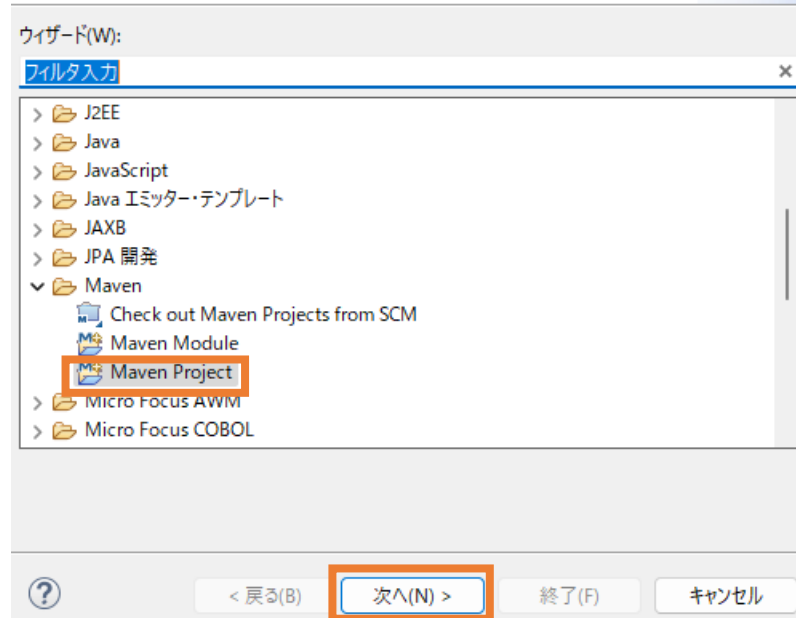 ウィザード(W):
フィルタ入力
J2EE
Java
JavaScript
Java エミッター・テンプレート
JAXB
JPA 開発
Maven
Check out Maven Projects from SCM
Maven Module
Maven Project
Micro Focus AWM
Micro Focus COBOL
? < 戻る(B) 次へ(N) > 終了(F) キャンセル